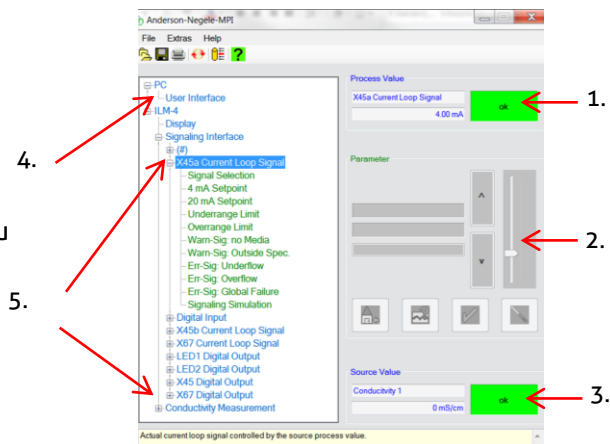 Anderson-Negele-MPI
File Extras Help
PC
User Interface
ILM-4
Display
Signaling Interface
(#)
X45a Current Loop Signal
Signal Selection
4 mA Setpoint
20 mA Setpoint
Underrange Limit
Overrange Limit
Warn-Sig: no Media
Warn-Sig: Outside Spec.
Err-Sig: Underflow
Err-Sig: Overflow
Err-Sig: Global Failure
Signaling Simulation
Digital Input
X45b Current Loop Signal
X67 Current Loop Signal
LED1 Digital Output
LED2 Digital Output
X45 Digital Output
X67 Digital Output
Conductivity Measurement
Process Value
X45a Current Loop Signal
4.00 mA
ok
Parameter
Source Value
Conducitvity 1
0 mS/cm
ok
Actual current loop signal controlled by the source process value.
1.
2.
3.
4.
5.